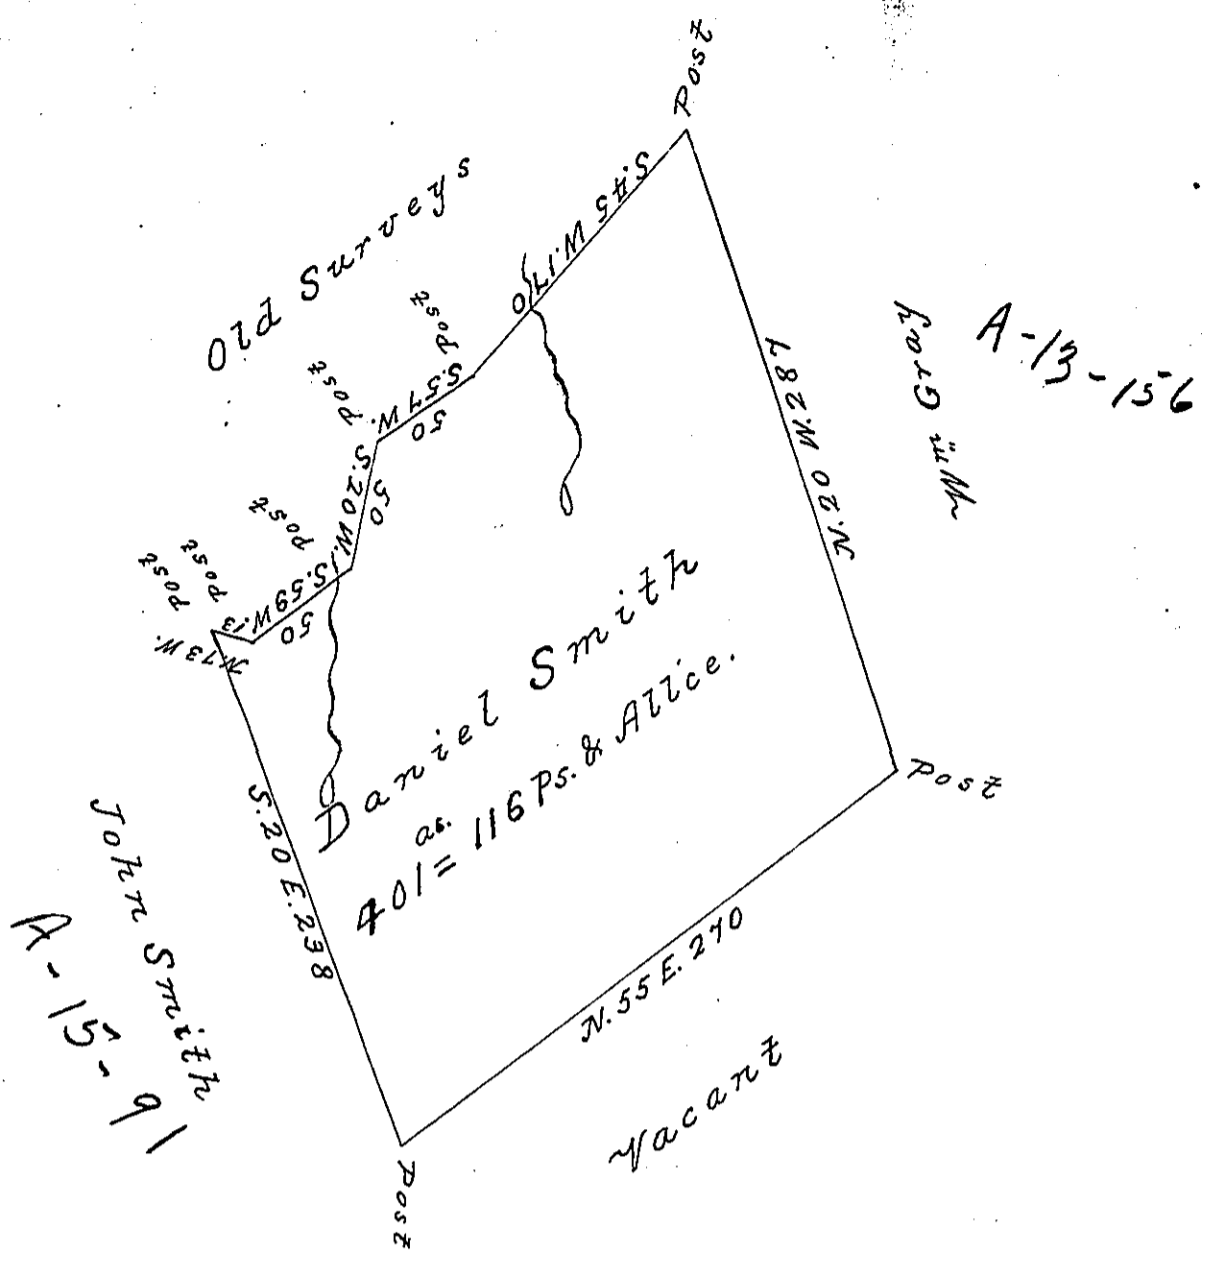 Post
S.45 W.170
Old Surveys
Post
S.57 W.
50
Post
S.20 W.
50
Post
S.59 W.
50
Post
Post
N.73 W. 13
N.20 W.287
Wm Gray
A-13-156
Daniel Smith
401 as. = 116 Ps. & Allce.
Post
S.20 E.238
John Smith
A-15-91
N.55 E. 270
Vacant
Post